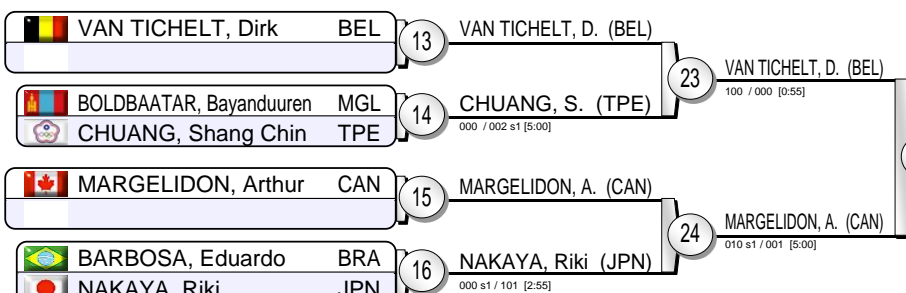 VAN TICHELT, Dirk BEL
13
VAN TICHELT, D. (BEL)
BOLDBAATAR, Bayanduuren MGL
CHUANG, Shang Chin TPE
14
CHUANG, S. (TPE)
000 / 002 s1 [5:00]
23
VAN TICHELT, D. (BEL)
100 / 000 [0:55]
MARGELIDON, Arthur CAN
15
MARGELIDON, A. (CAN)
BARBOSA, Eduardo BRA
NAKAYA, Riki JPN
16
NAKAYA, Riki (JPN)
000 s1 / 101 [2:55]
24
MARGELIDON, A. (CAN)
010 s1 / 001 [5:00]